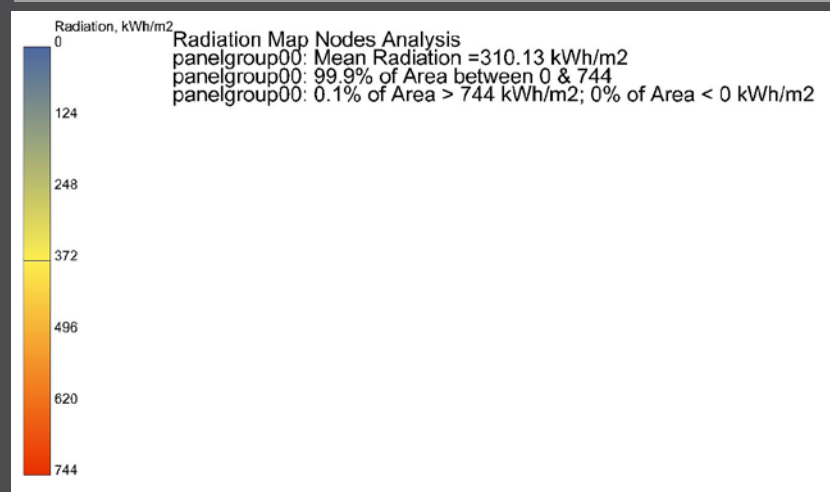 Radiation, kWh/m2
0
Radiation Map Nodes Analysis
panelgroup00: Mean Radiation =310.13 kWh/m2
panelgroup00: 99.9% of Area between 0 & 744
panelgroup00: 0.1% of Area > 744 kWh/m2; 0% of Area < 0 kWh/m2
124
248
372
496
620
744